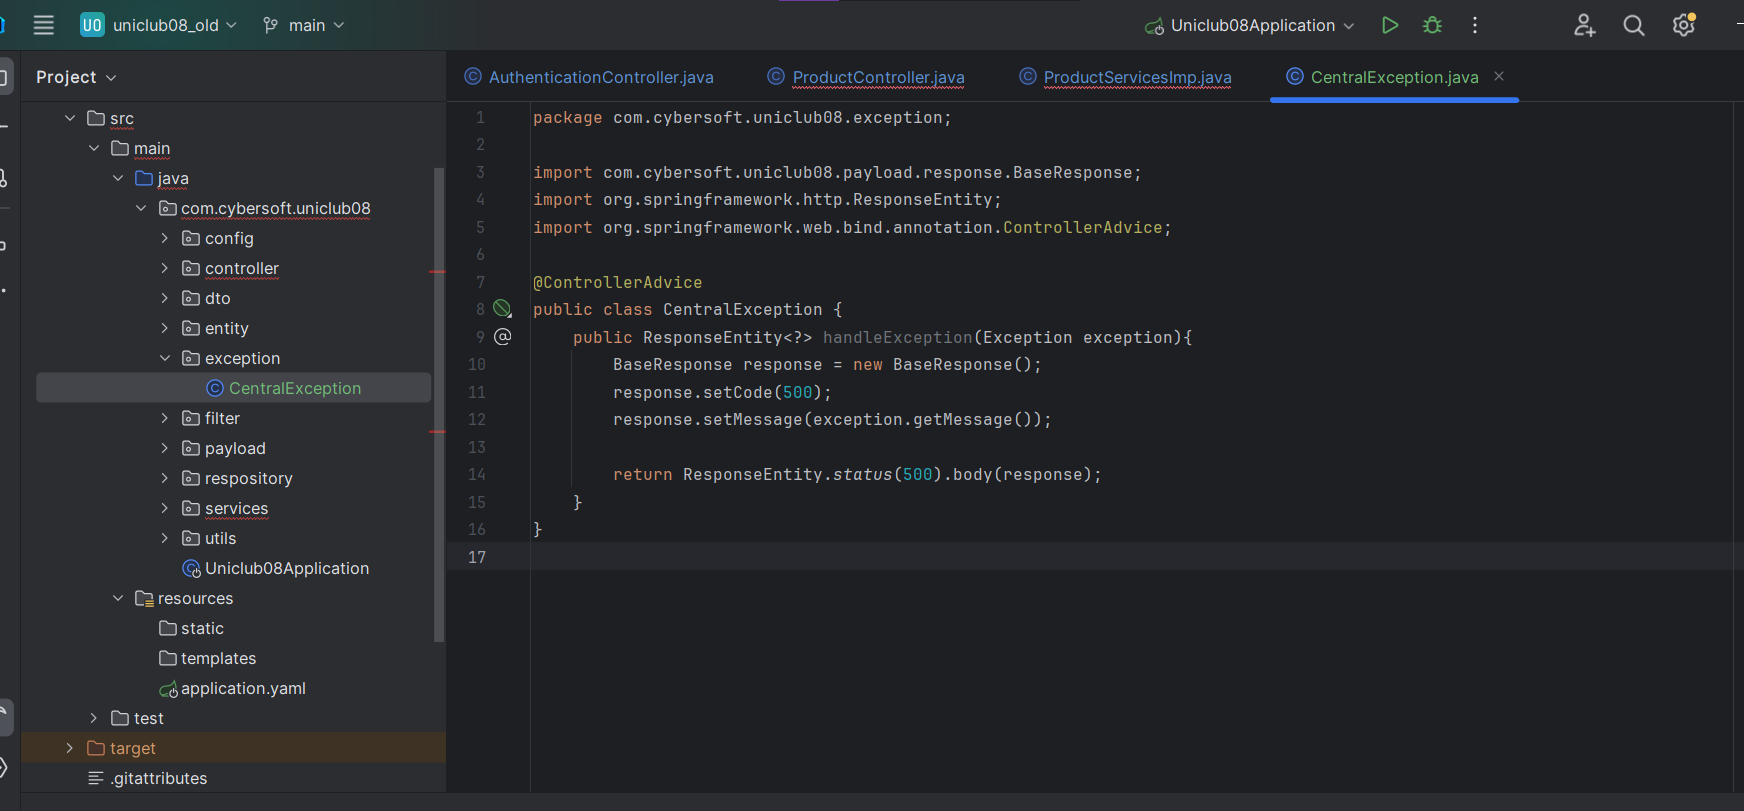 UO uniclub08_old main Uniclub08Application
Project
AuthenticationController.java ProductController.java ProductServicesImp.java CentralException.java
src
main
java
com.cybersoft.uniclub08
config
controller
dto
entity
exception
CentralException
filter
payload
respository
services
utils
Uniclub08Application
resources
static
templates
application.yaml
test
target
.gitattributes
1 package com.cybersoft.uniclub08.exception;
2
3 import com.cybersoft.uniclub08.payload.response.BaseResponse;
4 import org.springframework.http.ResponseEntity;
5 import org.springframework.web.bind.annotation.ControllerAdvice;
6
7 @ControllerAdvice
8 public class CentralException {
9 public ResponseEntity<?> handleException(Exception exception){
10 BaseResponse response = new BaseResponse();
11 response.setCode(500);
12 response.setMessage(exception.getMessage());
13
14 return ResponseEntity.status(500).body(response);
15 }
16 }
17